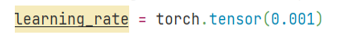 learning_rate = torch.tensor(0.001)